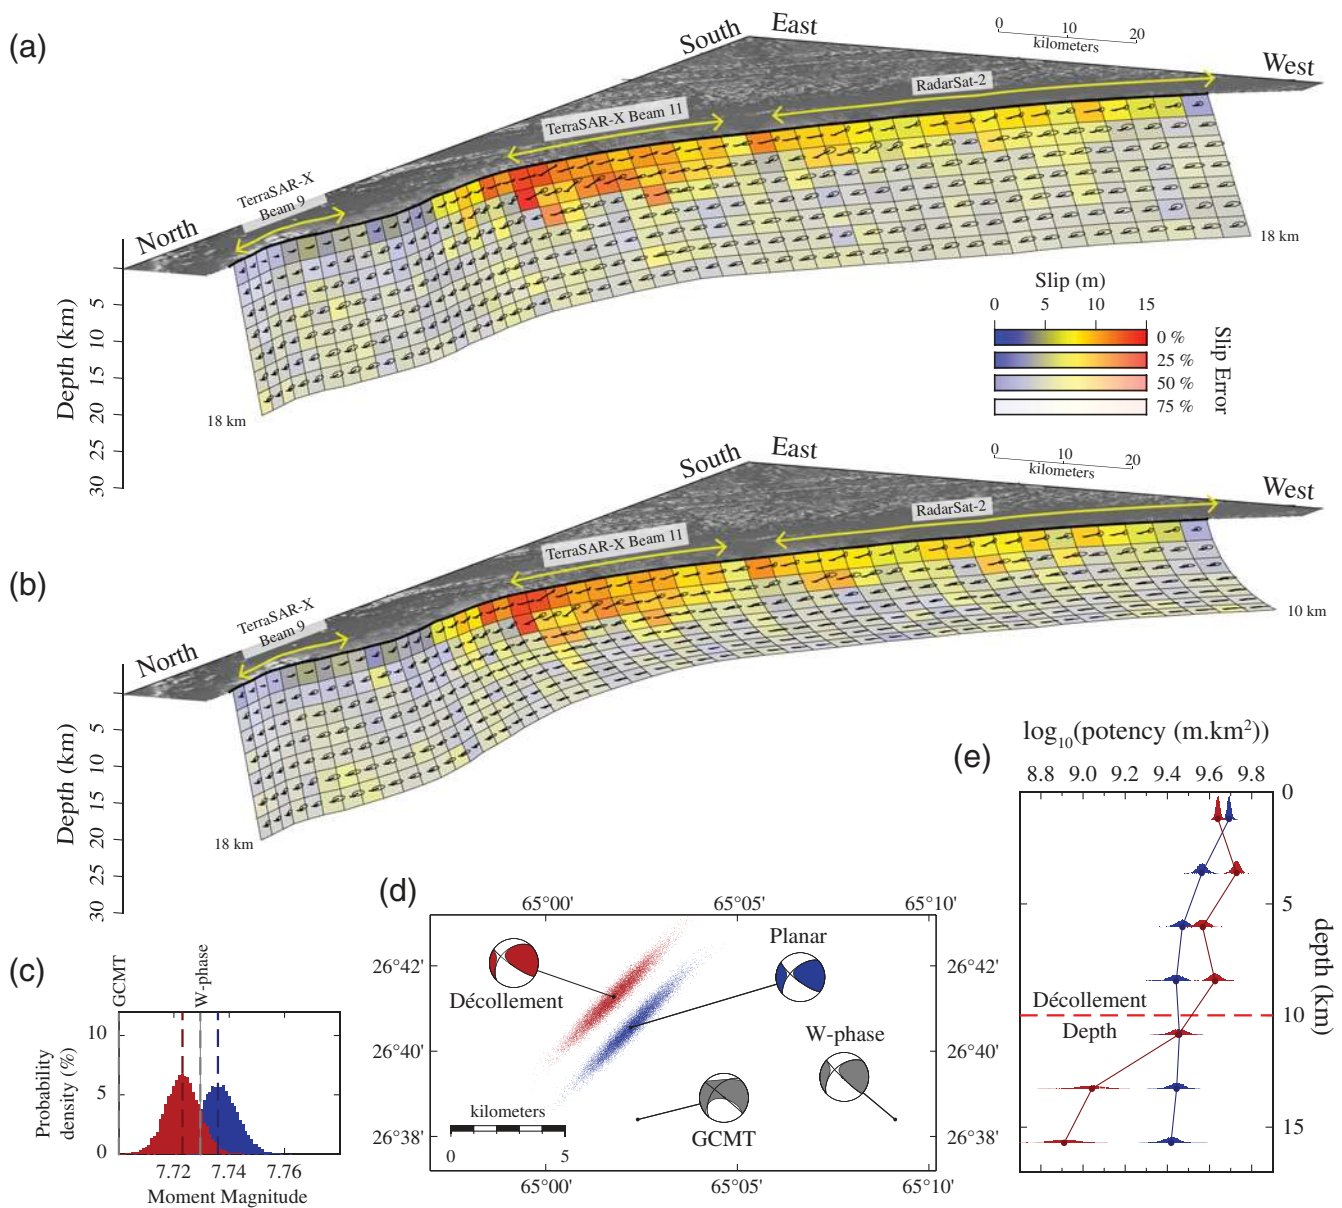 (a)
South
East
West
North
0
10
20
kilometers
RadarSat-2
TerraSAR-X Beam 11
TerraSAR-X
Beam 9
18 km
18 km
Depth (km)
5
10
15
20
25
30
Slip (m)
0
5
10
15
0 %
25 %
50 %
75 %
Slip Error
(b)
South
East
West
North
0
10
20
kilometers
RadarSat-2
TerraSAR-X Beam 11
TerraSAR-X
Beam 9
10 km
18 km
Depth (km)
5
10
15
20
25
30
(c)
GCMT
W-phase
10
5
0
Probability
density (%)
7.72
7.74
7.76
Moment Magnitude
(d)
65°00'
65°05'
65°10'
26°42'
26°42'
26°40'
26°40'
26°38'
26°38'
Décollement
Planar
W-phase
GCMT
kilometers
0
5
65°00'
65°05'
65°10'
(e)
log10(potency (m.km²))
8.8
9.0
9.2
9.4
9.6
9.8
0
5
10
15
depth (km)
Décollement
Depth